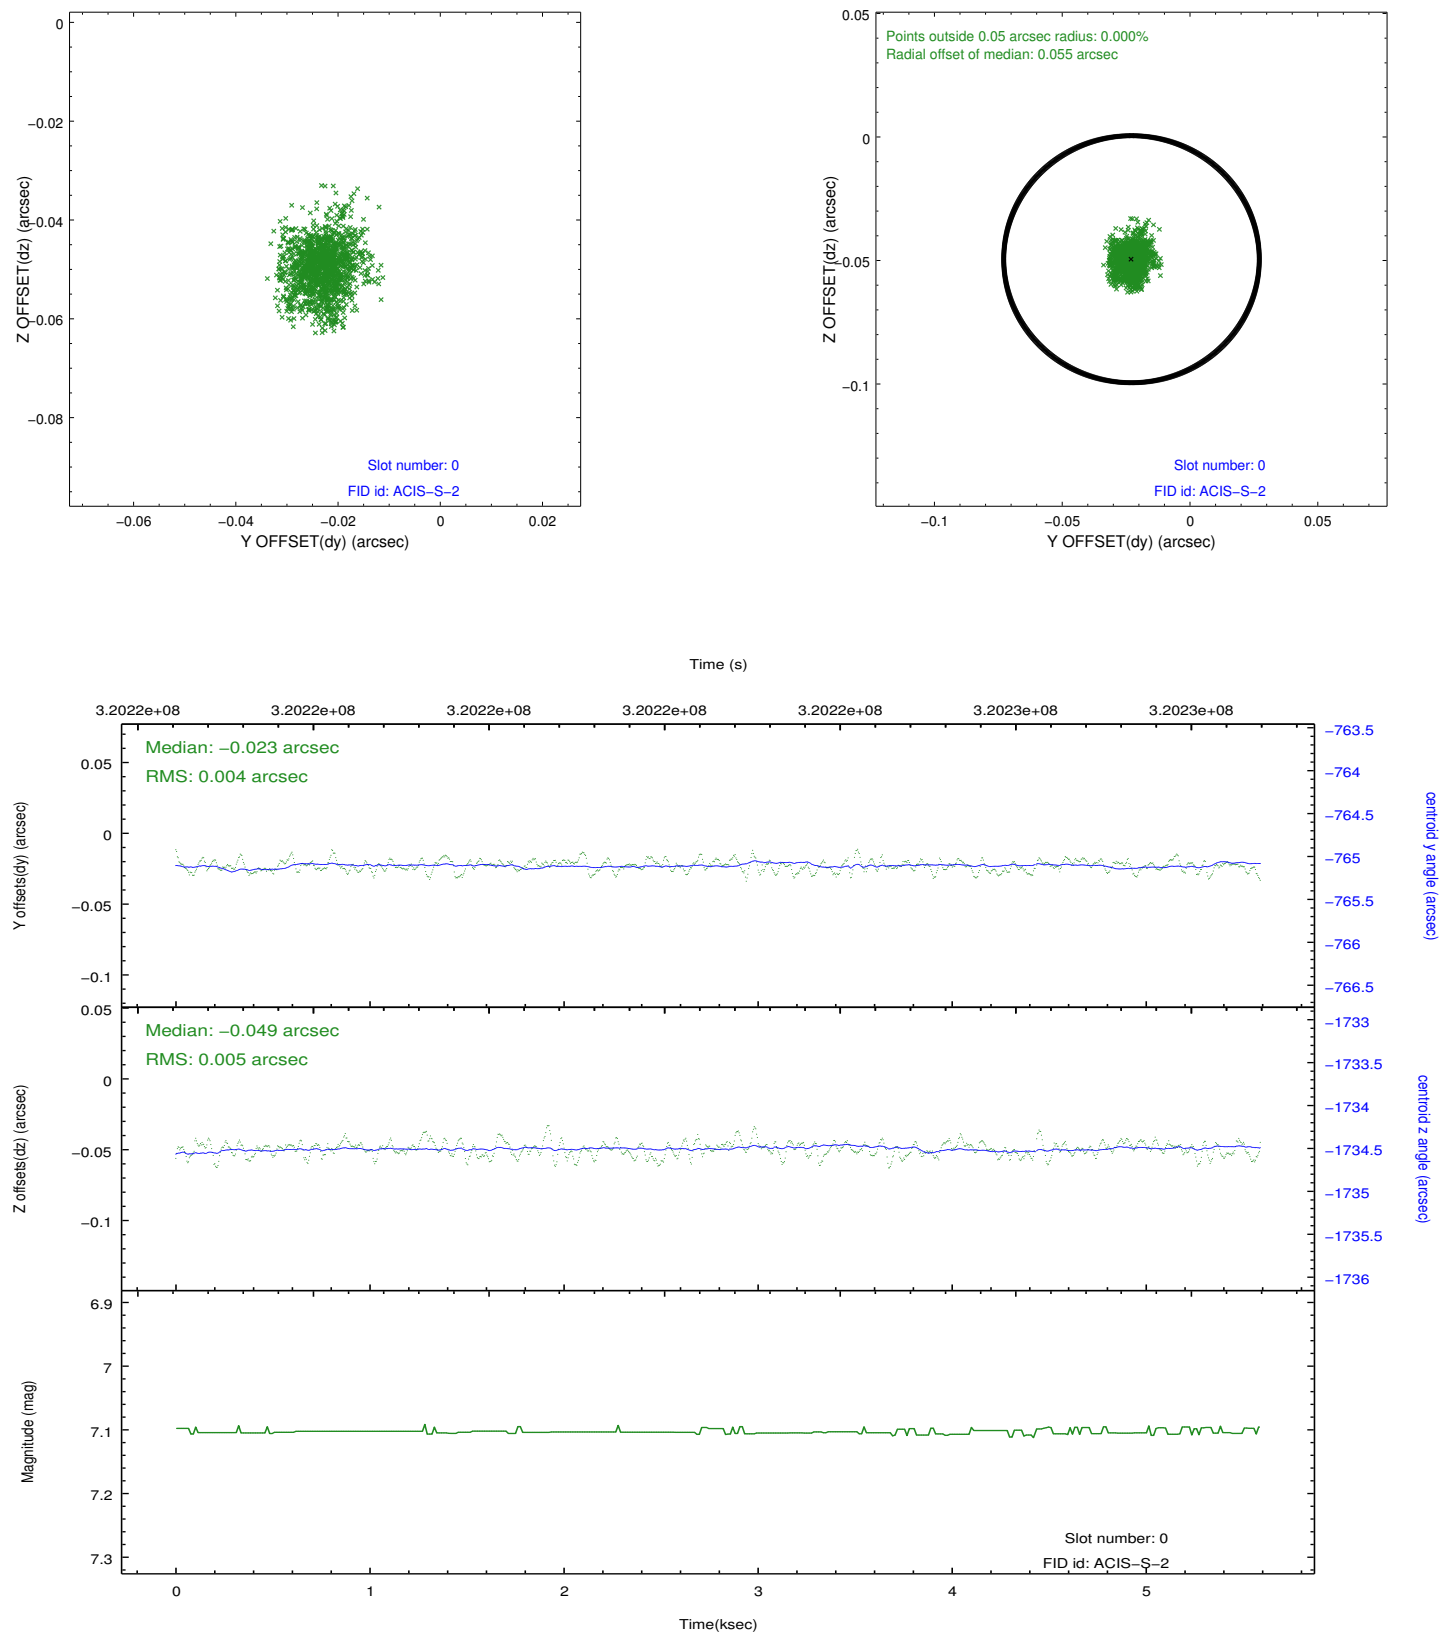 0
−0.02
−0.04
−0.06
−0.08
Z OFFSET(dz) (arcsec)
Slot number: 0
FID id: ACIS−S−2
−0.06
−0.04
−0.02
0
0.02
Y OFFSET(dy) (arcsec)
0.05
0
−0.05
−0.1
Z OFFSET(dz) (arcsec)
Points outside 0.05 arcsec radius: 0.000%
Radial offset of median: 0.055 arcsec
Slot number: 0
FID id: ACIS−S−2
−0.1
−0.05
0
0.05
Y OFFSET(dy) (arcsec)
Time (s)
3.2022e+08
3.2022e+08
3.2022e+08
3.2022e+08
3.2022e+08
3.2023e+08
3.2023e+08
Median: −0.023 arcsec
RMS: 0.004 arcsec
0.05
0
−0.05
−0.1
Y offsets(dy) (arcsec)
−763.5
−764
−764.5
−765
−765.5
−766
−766.5
centroid y angle (arcsec)
Median: −0.049 arcsec
RMS: 0.005 arcsec
0.05
0
−0.05
−0.1
Z offsets(dz) (arcsec)
−1733
−1733.5
−1734
−1734.5
−1735
−1735.5
−1736
centroid z angle (arcsec)
6.9
7
7.1
7.2
7.3
Magnitude (mag)
Slot number: 0
FID id: ACIS−S−2
0
1
2
3
4
5
Time(ksec)